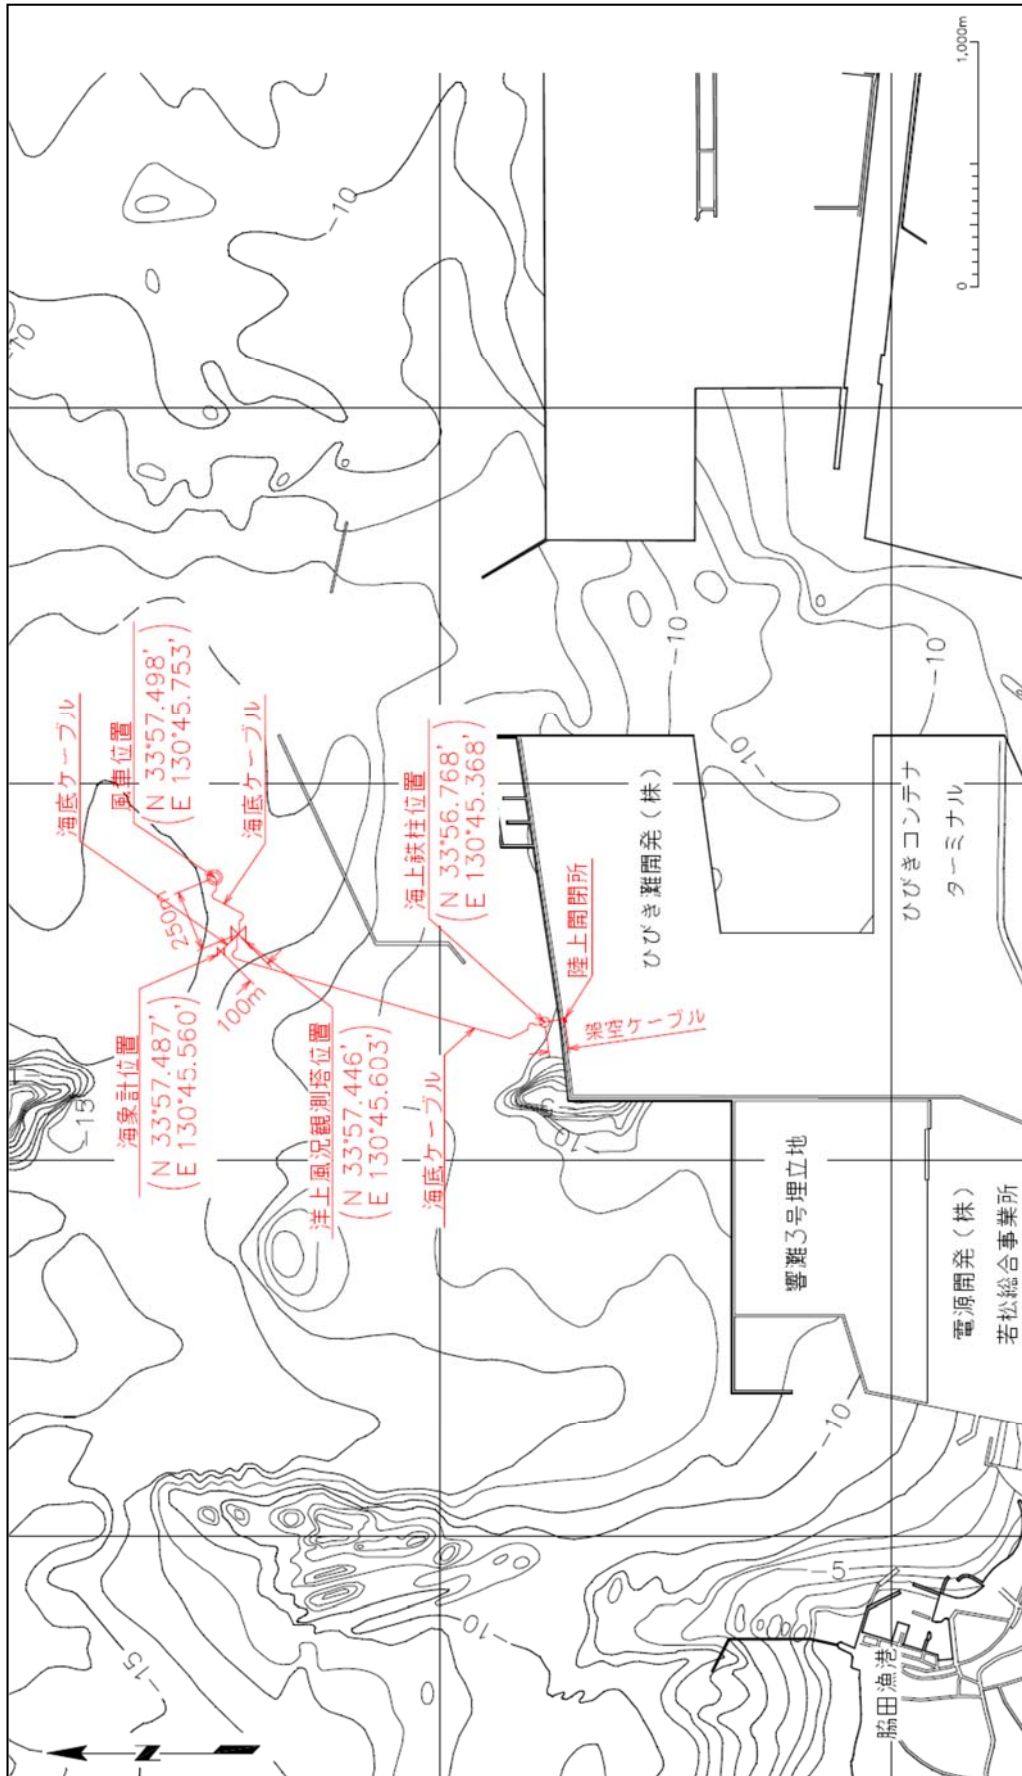 海底ケーブル
風車位置
(N 33°57.498'
E 130°45.753')
海底ケーブル
250m
100m
海象計位置
(N 33°57.487'
E 130°45.560')
洋上風況観測塔位置
(N 33°57.446'
E 130°45.603')
海底ケーブル
海上鉄柱位置
(N 33°56.768'
E 130°45.368')
陸上開閉所
架空ケーブル
ひびき灘開発（株）
ひびきコンテナ
ターミナル
響灘3号埋立地
電源開発（株）
若松総合事業所
脇田漁港
N
0
1,000m
-10
-10
-10
-10
-10
-15
-10
-10
-5
-15